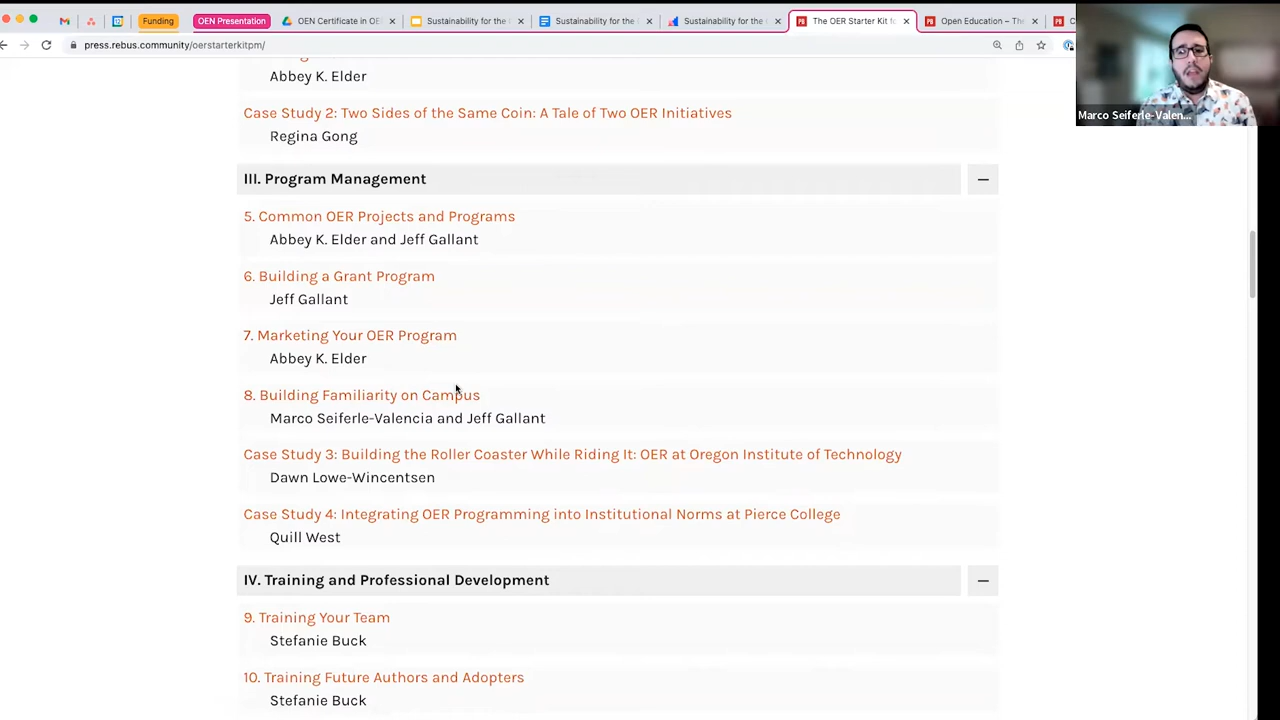 Funding
OEN Presentation
OEN Certificate in OE
Sustainability for the
Sustainability for the
Sustainability for the
The OER Starter Kit fo
Open Education – The
press.rebus.community/oerstarterkitpm/
Marco Seiferle-Valen...
Abbey K. Elder
Case Study 2: Two Sides of the Same Coin: A Tale of Two OER Initiatives
Regina Gong
III. Program Management
5. Common OER Projects and Programs
Abbey K. Elder and Jeff Gallant
6. Building a Grant Program
Jeff Gallant
7. Marketing Your OER Program
Abbey K. Elder
8. Building Familiarity on Campus
Marco Seiferle-Valencia and Jeff Gallant
Case Study 3: Building the Roller Coaster While Riding It: OER at Oregon Institute of Technology
Dawn Lowe-Wincentsen
Case Study 4: Integrating OER Programming into Institutional Norms at Pierce College
Quill West
IV. Training and Professional Development
9. Training Your Team
Stefanie Buck
10. Training Future Authors and Adopters
Stefanie Buck